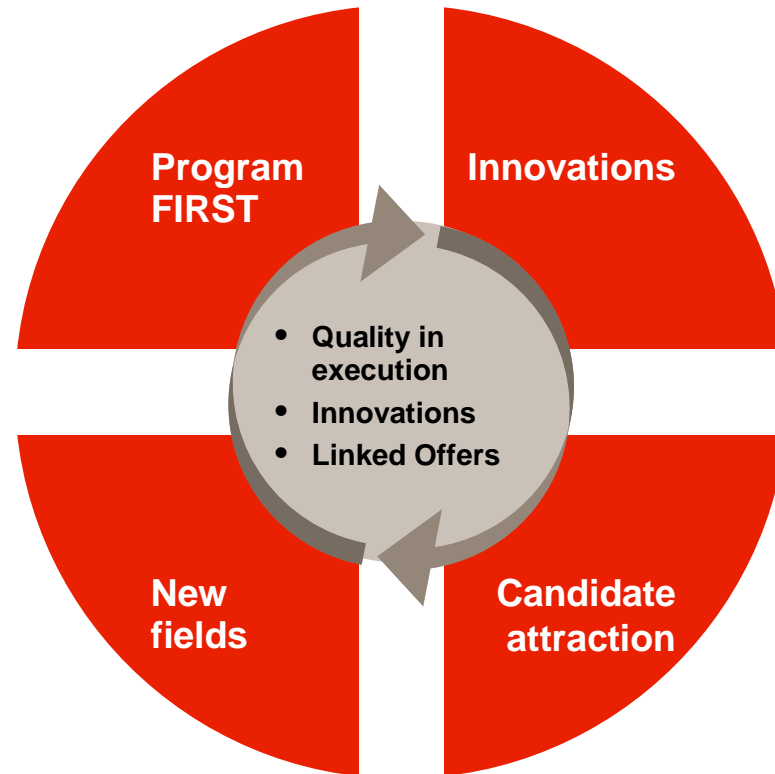 Program
FIRST
Innovations
• Quality in
execution
• Innovations
• Linked Offers
New
fields
Candidate
attraction